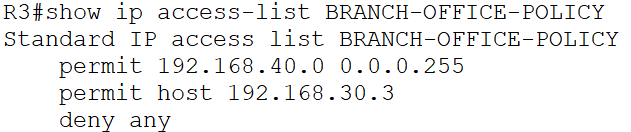 R3#show ip access-list BRANCH-OFFICE-POLICY
Standard IP access list BRANCH-OFFICE-POLICY
    permit 192.168.40.0 0.0.0.255
    permit host 192.168.30.3
    deny any